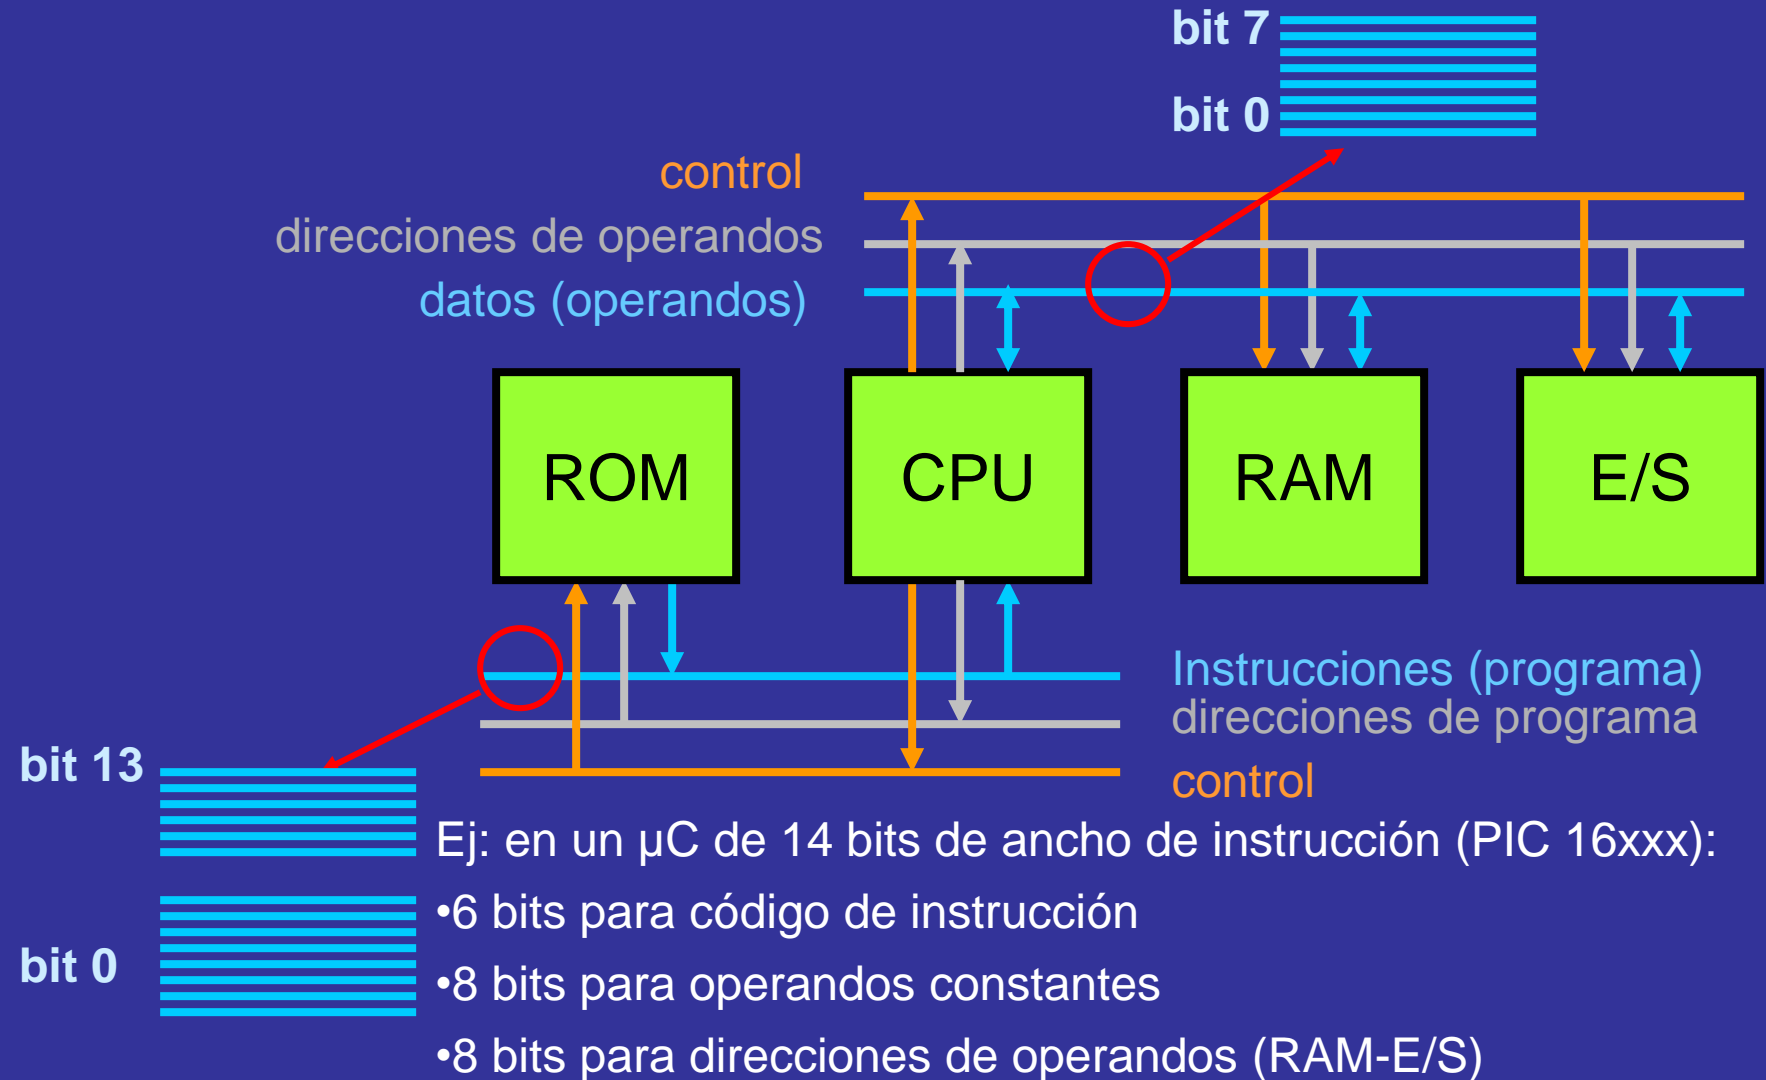 bit 7
bit 0
control
direcciones de operandos
datos (operandos)
ROM
CPU
RAM
E/S
Instrucciones (programa)
direcciones de programa
control
bit 13
bit 0
Ej: en un µC de 14 bits de ancho de instrucción (PIC 16xxx):
•6 bits para código de instrucción
•8 bits para operandos constantes
•8 bits para direcciones de operandos (RAM-E/S)